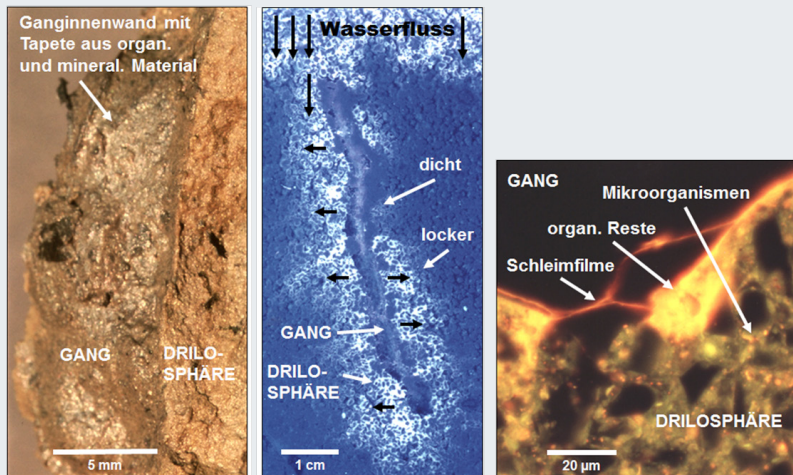 Ganginnenwand mit
Tapete aus organ.
und mineral. Material
GANG
DRILO-
SPHÄRE
5 mm
Wasserfluss
dicht
locker
GANG
DRILO-
SPHÄRE
1 cm
GANG
Mikroorganismen
organ. Reste
Schleimfilme
DRILOSPHÄRE
20 µm